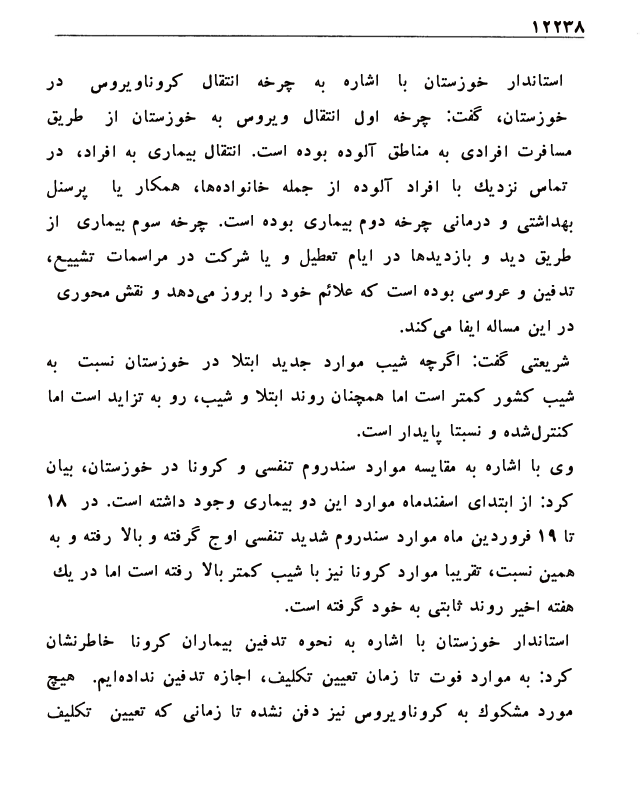 ۱۲۲۳۸
استاندار خوزستان با اشاره به چرخه انتقال کروناویروس در
خوزستان، گفت: چرخه اول انتقال ویروس به خوزستان از طریق
مسافرت افرادی به مناطق آلوده بوده است. انتقال بیماری به افراد، در
تماس نزدیك با افراد آلوده از جمله خانواده‌ها، همکار یا پرسنل
بهداشتی و درمانی چرخه دوم بیماری بوده است. چرخه سوم بیماری از
طریق دید و بازدیدها در ایام تعطیل و یا شرکت در مراسمات تشییع،
تدفین و عروسی بوده است که علائم خود را بروز می‌دهد و نقش محوری
در این مساله ایفا می‌کند.
شریعتی گفت: اگرچه شیب موارد جدید ابتلا در خوزستان نسبت به
شیب کشور کمتر است اما همچنان روند ابتلا و شیب، رو به تزاید است اما
کنترل‌شده و نسبتا پایدار است.
وی با اشاره به مقایسه موارد سندروم تنفسی و کرونا در خوزستان، بیان
کرد: از ابتدای اسفندماه موارد این دو بیماری وجود داشته است. در ۱۸
تا ۱۹ فروردین ماه موارد سندروم شدید تنفسی اوج گرفته و بالا رفته و به
همین نسبت، تقریبا موارد کرونا نیز با شیب کمتر بالا رفته است اما در یك
هفته اخیر روند ثابتی به خود گرفته است.
استاندار خوزستان با اشاره به نحوه تدفین بیماران کرونا خاطرنشان
کرد: به موارد فوت تا زمان تعیین تکلیف، اجازه تدفین نداده‌ایم. هیچ
مورد مشکوك به کروناویروس نیز دفن نشده تا زمانی که تعیین تکلیف